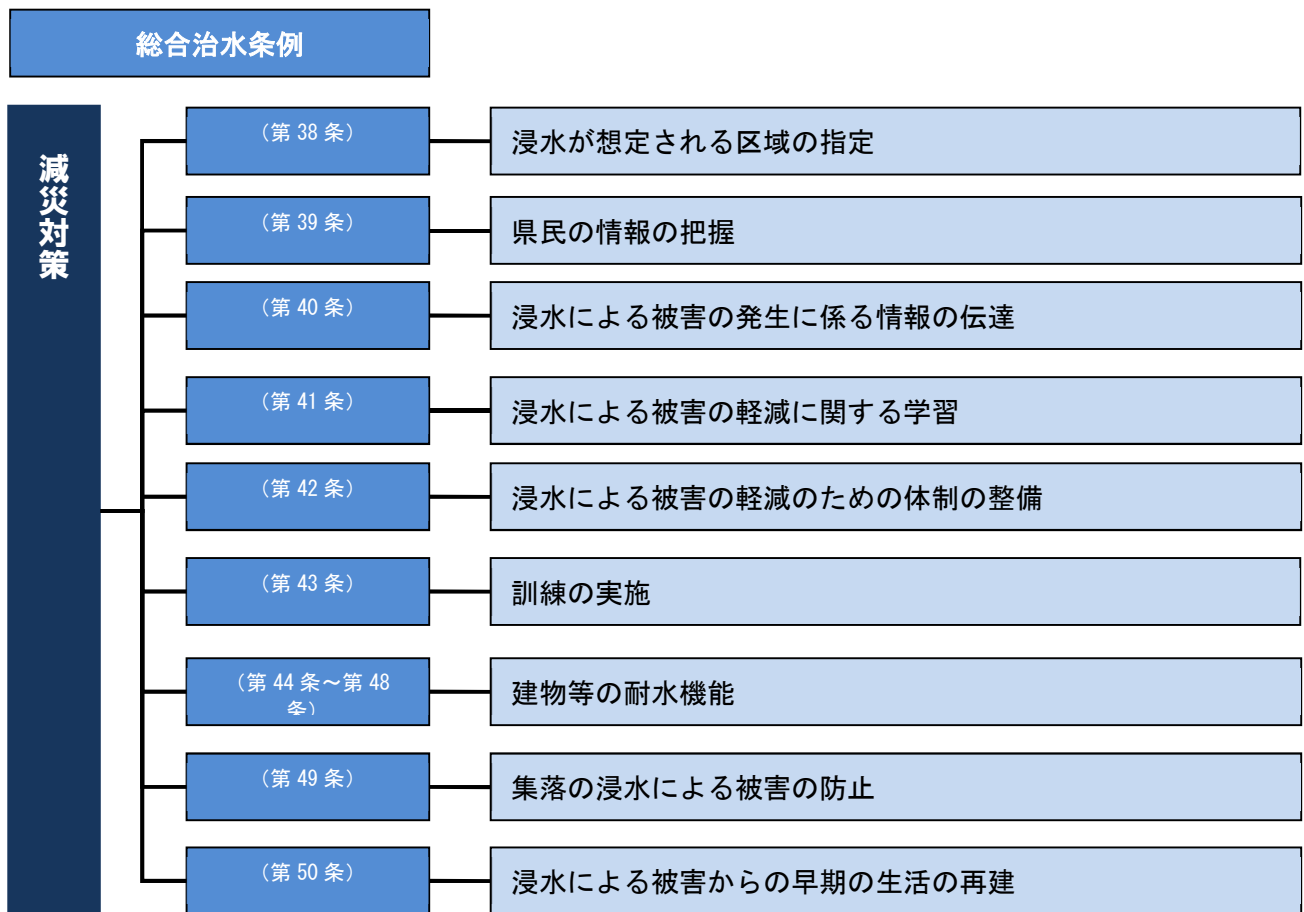 総合治水条例
減災対策
(第 38 条)
浸水が想定される区域の指定
(第 39 条)
県民の情報の把握
(第 40 条)
浸水による被害の発生に係る情報の伝達
(第 41 条)
浸水による被害の軽減に関する学習
(第 42 条)
浸水による被害の軽減のための体制の整備
(第 43 条)
訓練の実施
(第 44 条~第 48
条)
建物等の耐水機能
(第 49 条)
集落の浸水による被害の防止
(第 50 条)
浸水による被害からの早期の生活の再建